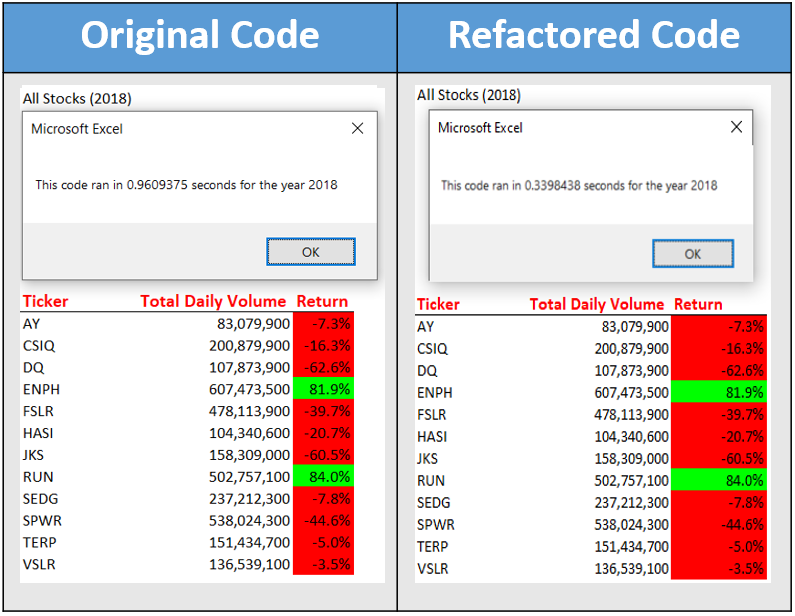 Original Code
All Stocks (2018)
Microsoft Excel
This code ran in 0.9609375 seconds for the year 2018
OK
Ticker Total Daily Volume Return
AY 83,079,900 -7.3%
CSIQ 200,879,900 -16.3%
DQ 107,873,900 -62.6%
ENPH 607,473,500 81.9%
FSLR 478,113,900 -39.7%
HASI 104,340,600 -20.7%
JKS 158,309,000 -60.5%
RUN 502,757,100 84.0%
SEDG 237,212,300 -7.8%
SPWR 538,024,300 -44.6%
TERP 151,434,700 -5.0%
VSLR 136,539,100 -3.5%
Refactored Code
All Stocks (2018)
Microsoft Excel
This code ran in 0.3398438 seconds for the year 2018
OK
Ticker Total Daily Volume Return
AY 83,079,900 -7.3%
CSIQ 200,879,900 -16.3%
DQ 107,873,900 -62.6%
ENPH 607,473,500 81.9%
FSLR 478,113,900 -39.7%
HASI 104,340,600 -20.7%
JKS 158,309,000 -60.5%
RUN 502,757,100 84.0%
SEDG 237,212,300 -7.8%
SPWR 538,024,300 -44.6%
TERP 151,434,700 -5.0%
VSLR 136,539,100 -3.5%